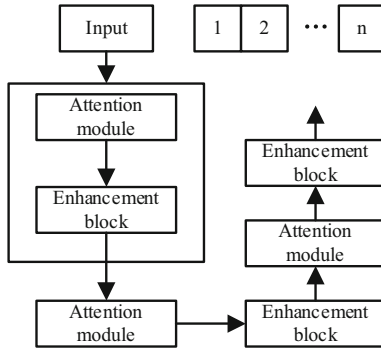 Input
1 2 ... n
Attention
module
Enhancement
block
Attention
module
Enhancement
block
Attention
module
Enhancement
block